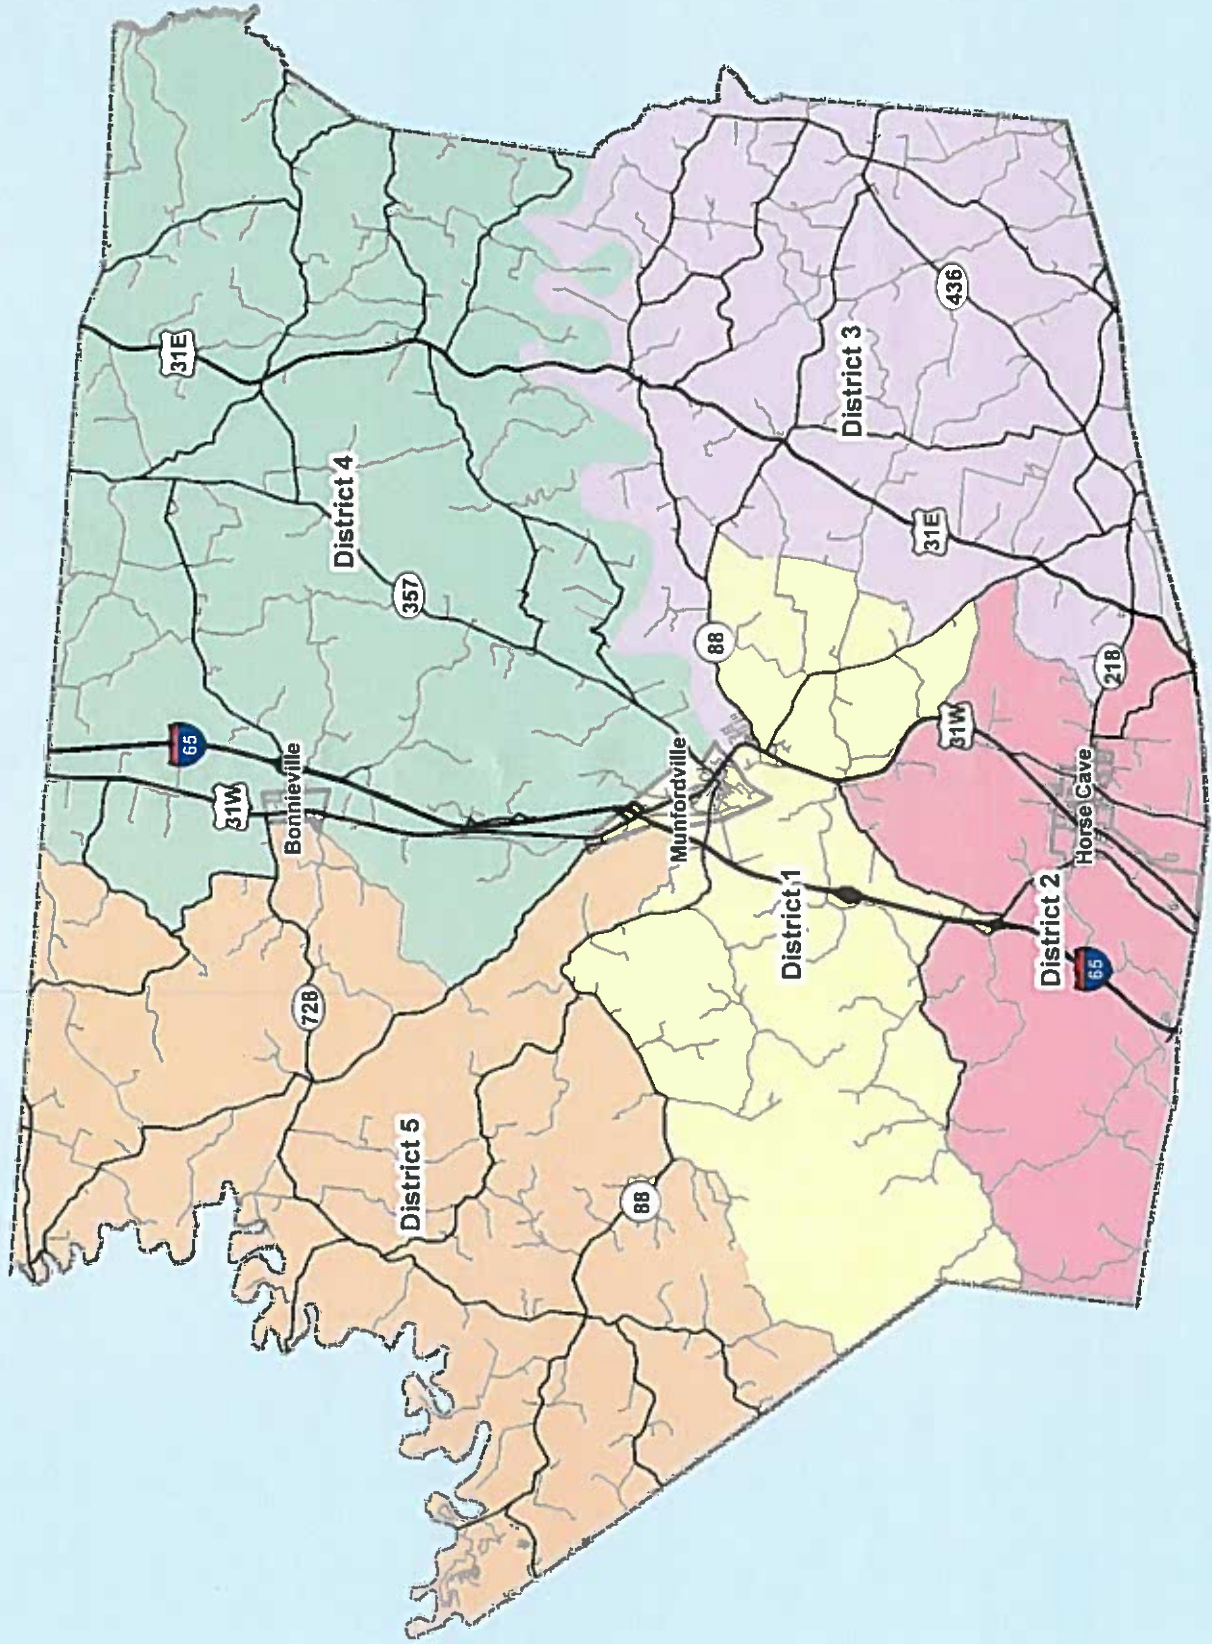 31E
65
31W
Bonnieville
728
District 4
357
District 5
88
Munfordville
88
District 1
District 3
31E
436
31W
District 2
Horse Cave
65
218